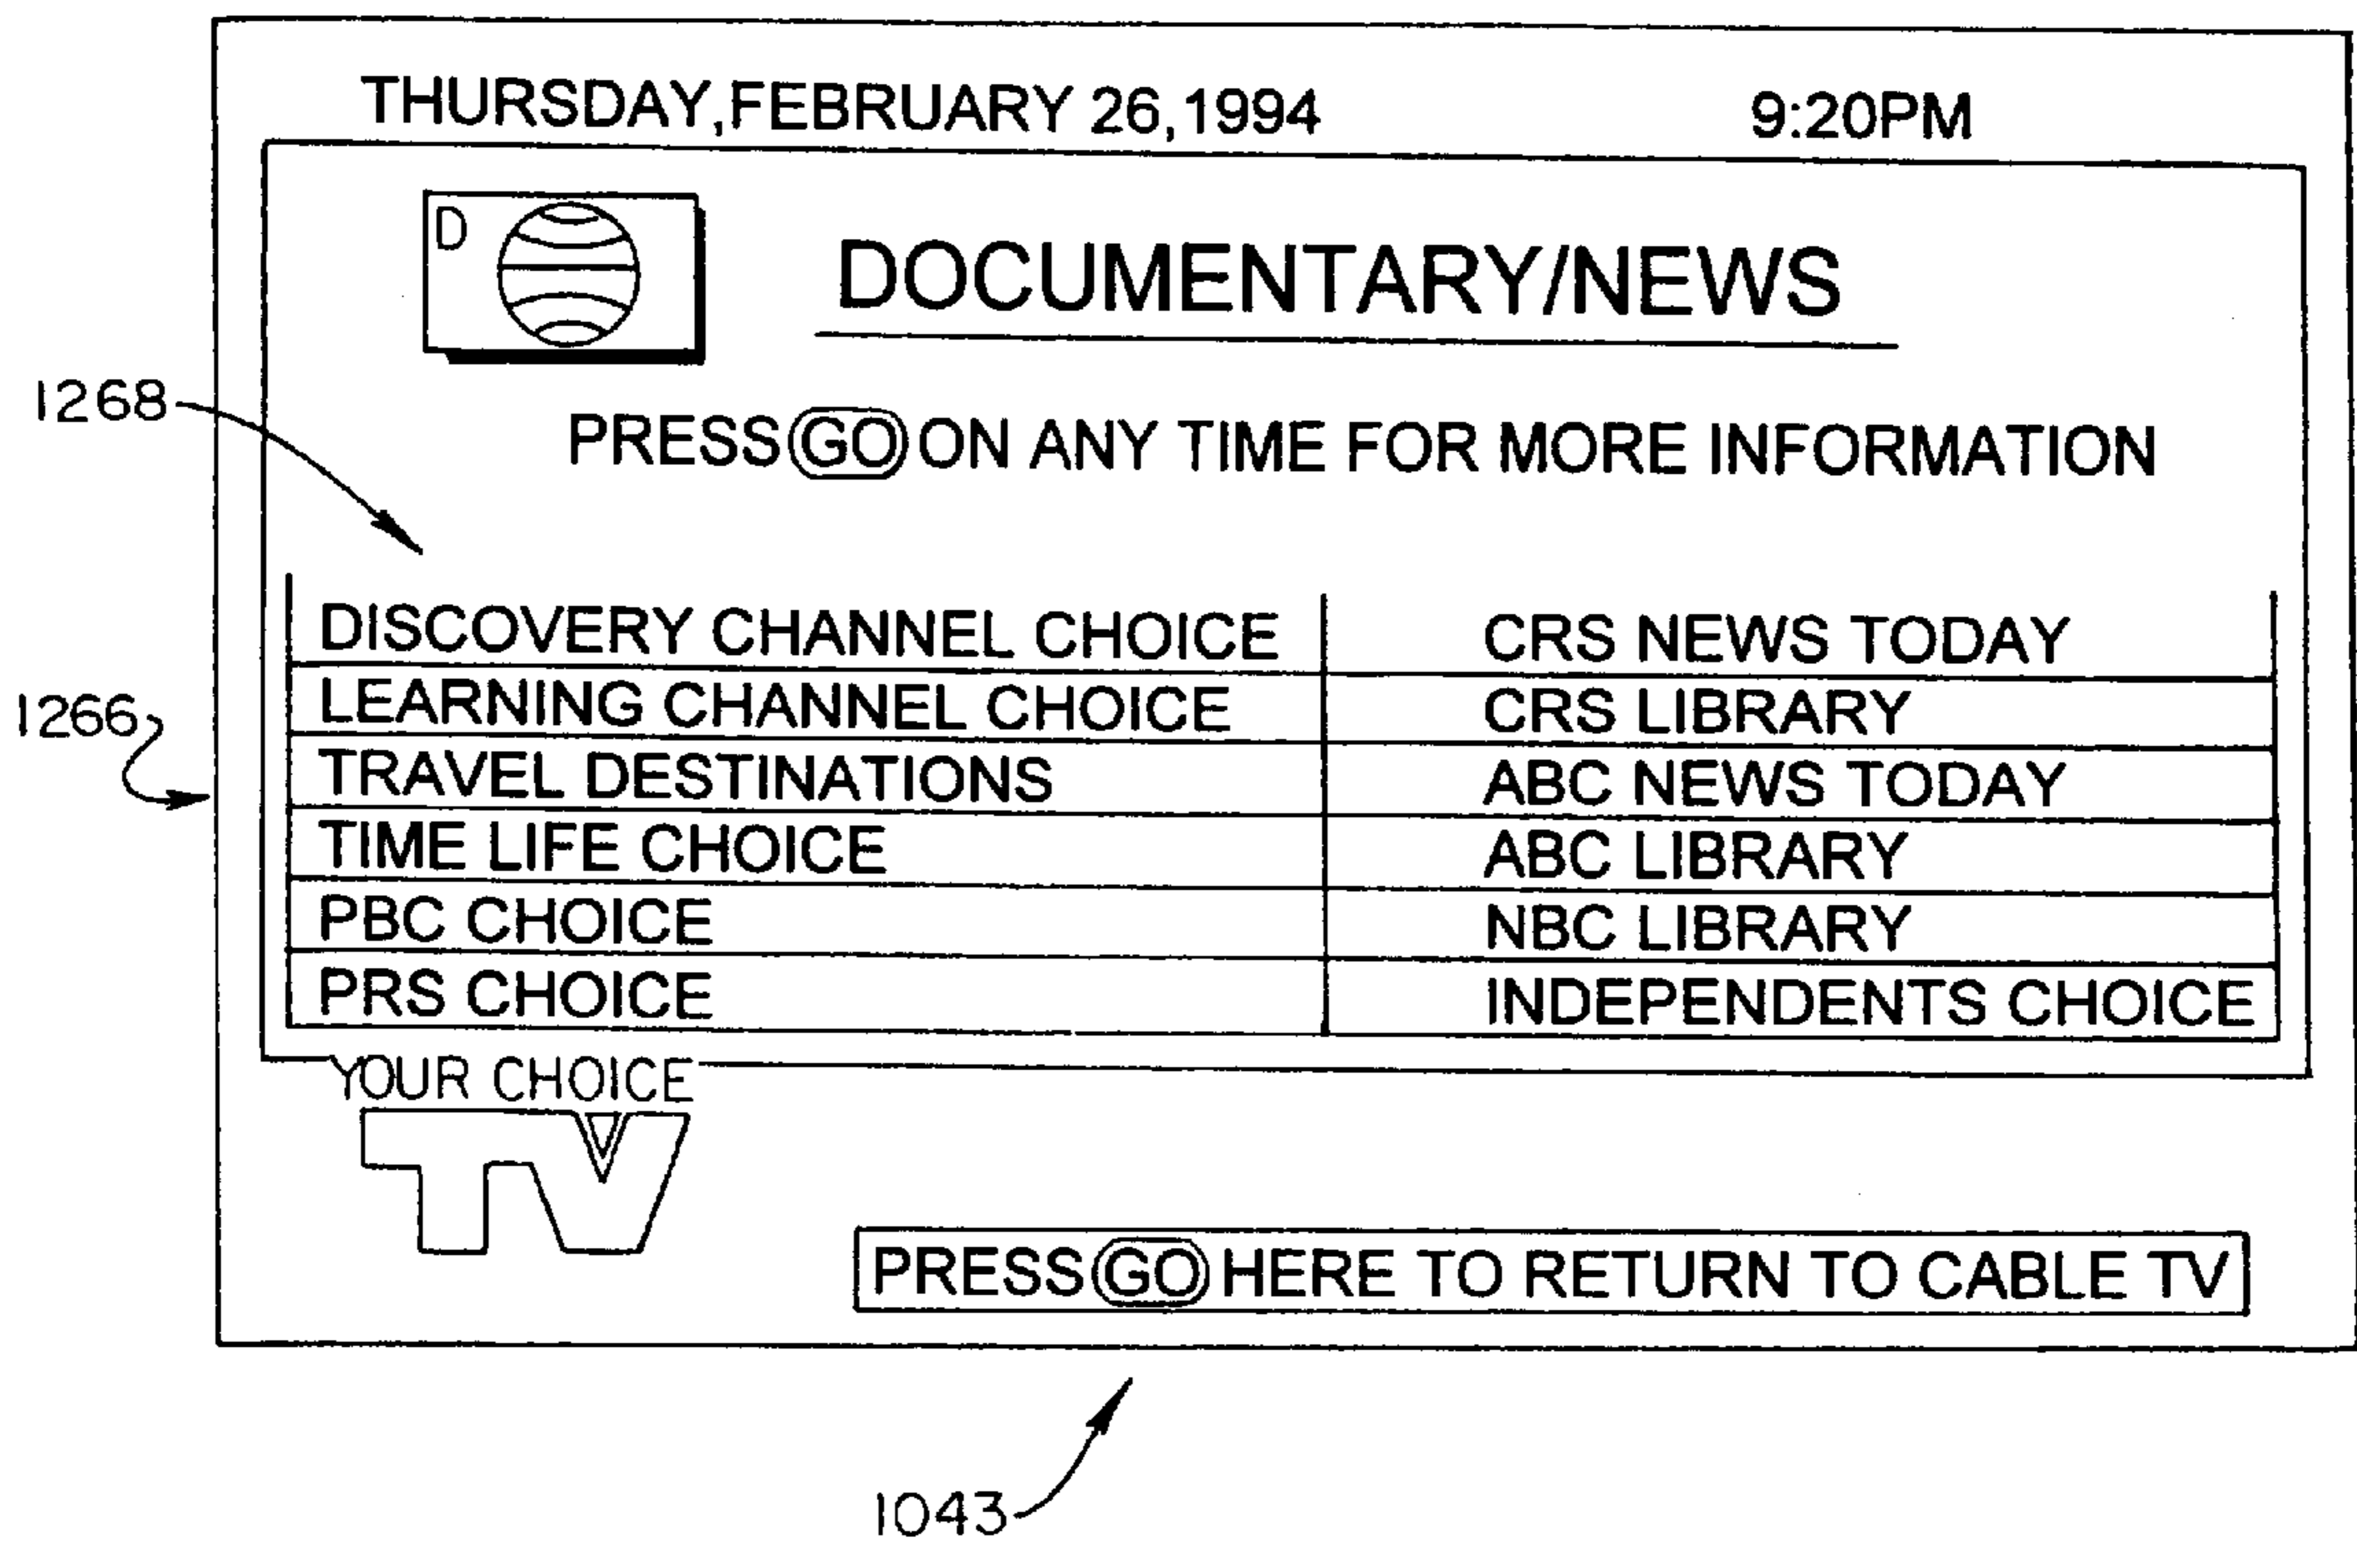 THURSDAY,FEBRUARY 26,1994 9:20PM
D
DOCUMENTARY/NEWS
1268
PRESS GO ON ANY TIME FOR MORE INFORMATION
DISCOVERY CHANNEL CHOICE CRS NEWS TODAY
LEARNING CHANNEL CHOICE CRS LIBRARY
1266
TRAVEL DESTINATIONS ABC NEWS TODAY
TIME LIFE CHOICE ABC LIBRARY
PBC CHOICE NBC LIBRARY
PRS CHOICE INDEPENDENTS CHOICE
YOUR CHOICE
TV
PRESS GO HERE TO RETURN TO CABLE TV
1043